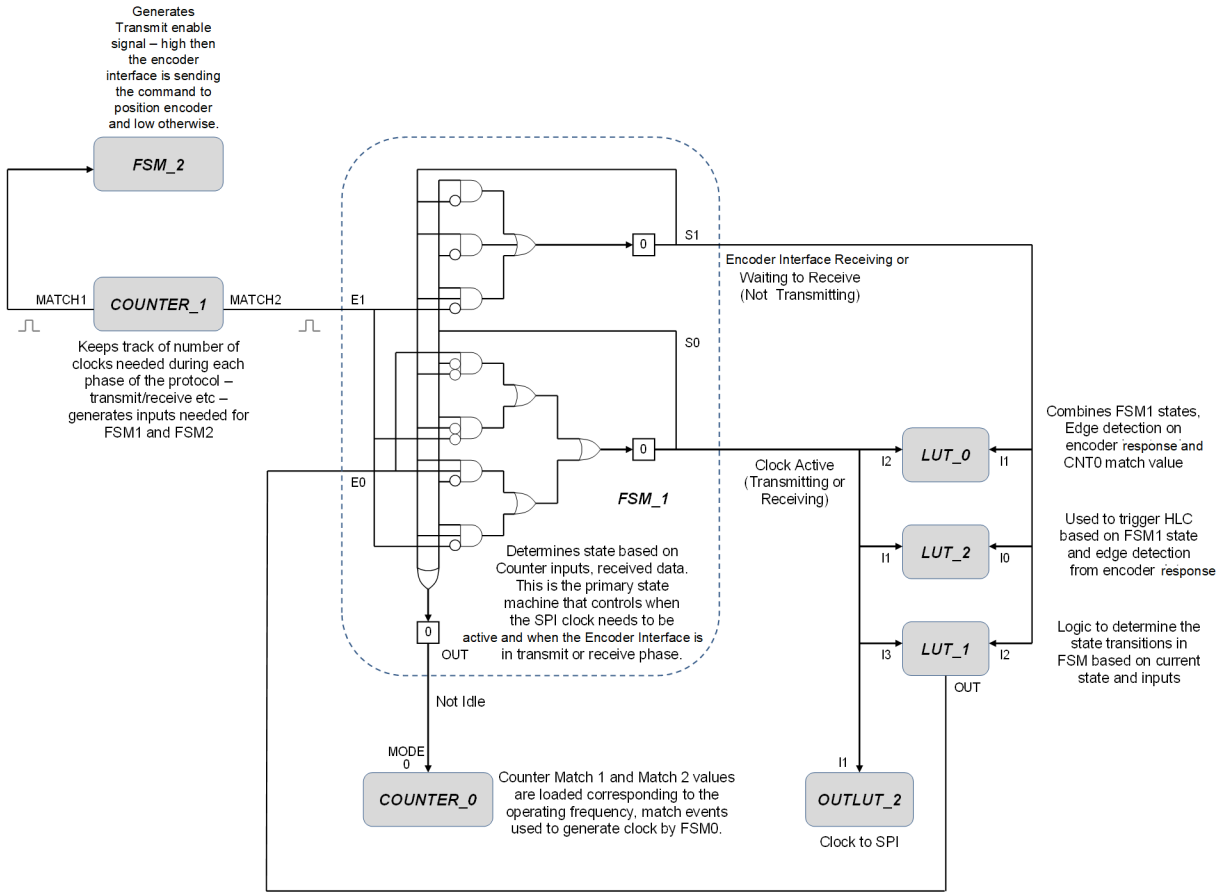 Generates
Transmit enable
signal – high then
the encoder
interface is sending
the command to
position encoder
and low otherwise.
FSM_2
MATCH1
COUNTER_1
MATCH2
Keeps track of number of
clocks needed during each
phase of the protocol –
transmit/receive etc –
generates inputs needed for
FSM1 and FSM2
E1
E0
0
S1
Encoder Interface Receiving or
Waiting to Receive
(Not Transmitting)
S0
0
Clock Active
(Transmitting or
Receiving)
FSM_1
Determines state based on
Counter inputs, received data.
This is the primary state
machine that controls when
the SPI clock needs to be
active and when the Encoder Interface is
in transmit or receive phase.
0
OUT
Not Idle
MODE
0
COUNTER_0
Counter Match 1 and Match 2 values
are loaded corresponding to the
operating frequency, match events
used to generate clock by FSM0.
I2
LUT_0
I1
Combines FSM1 states,
Edge detection on
encoder response and
CNT0 match value
I1
LUT_2
I0
Used to trigger HLC
based on FSM1 state
and edge detection
from encoder response
I3
LUT_1
I2
OUT
Logic to determine the
state transitions in
FSM based on current
state and inputs
I1
OUTLUT_2
Clock to SPI